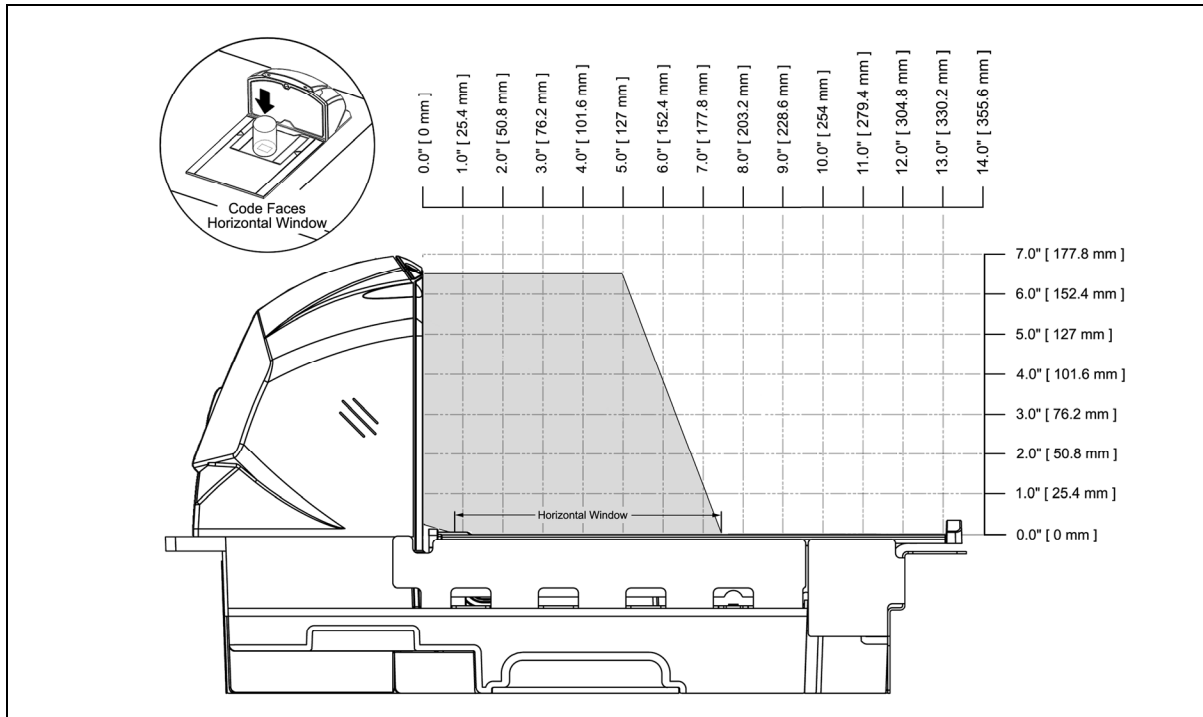 Code Faces
Horizontal Window
0.0" [ 0 mm ]
1.0" [ 25.4 mm ]
2.0" [ 50.8 mm ]
3.0" [ 76.2 mm ]
4.0" [ 101.6 mm ]
5.0" [ 127 mm ]
6.0" [ 152.4 mm ]
7.0" [ 177.8 mm ]
8.0" [ 203.2 mm ]
9.0" [ 228.6 mm ]
10.0" [ 254 mm ]
11.0" [ 279.4 mm ]
12.0" [ 304.8 mm ]
13.0" [ 330.2 mm ]
14.0" [ 355.6 mm ]
7.0" [ 177.8 mm ]
6.0" [ 152.4 mm ]
5.0" [ 127 mm ]
4.0" [ 101.6 mm ]
3.0" [ 76.2 mm ]
2.0" [ 50.8 mm ]
1.0" [ 25.4 mm ]
0.0" [ 0 mm ]
Horizontal Window